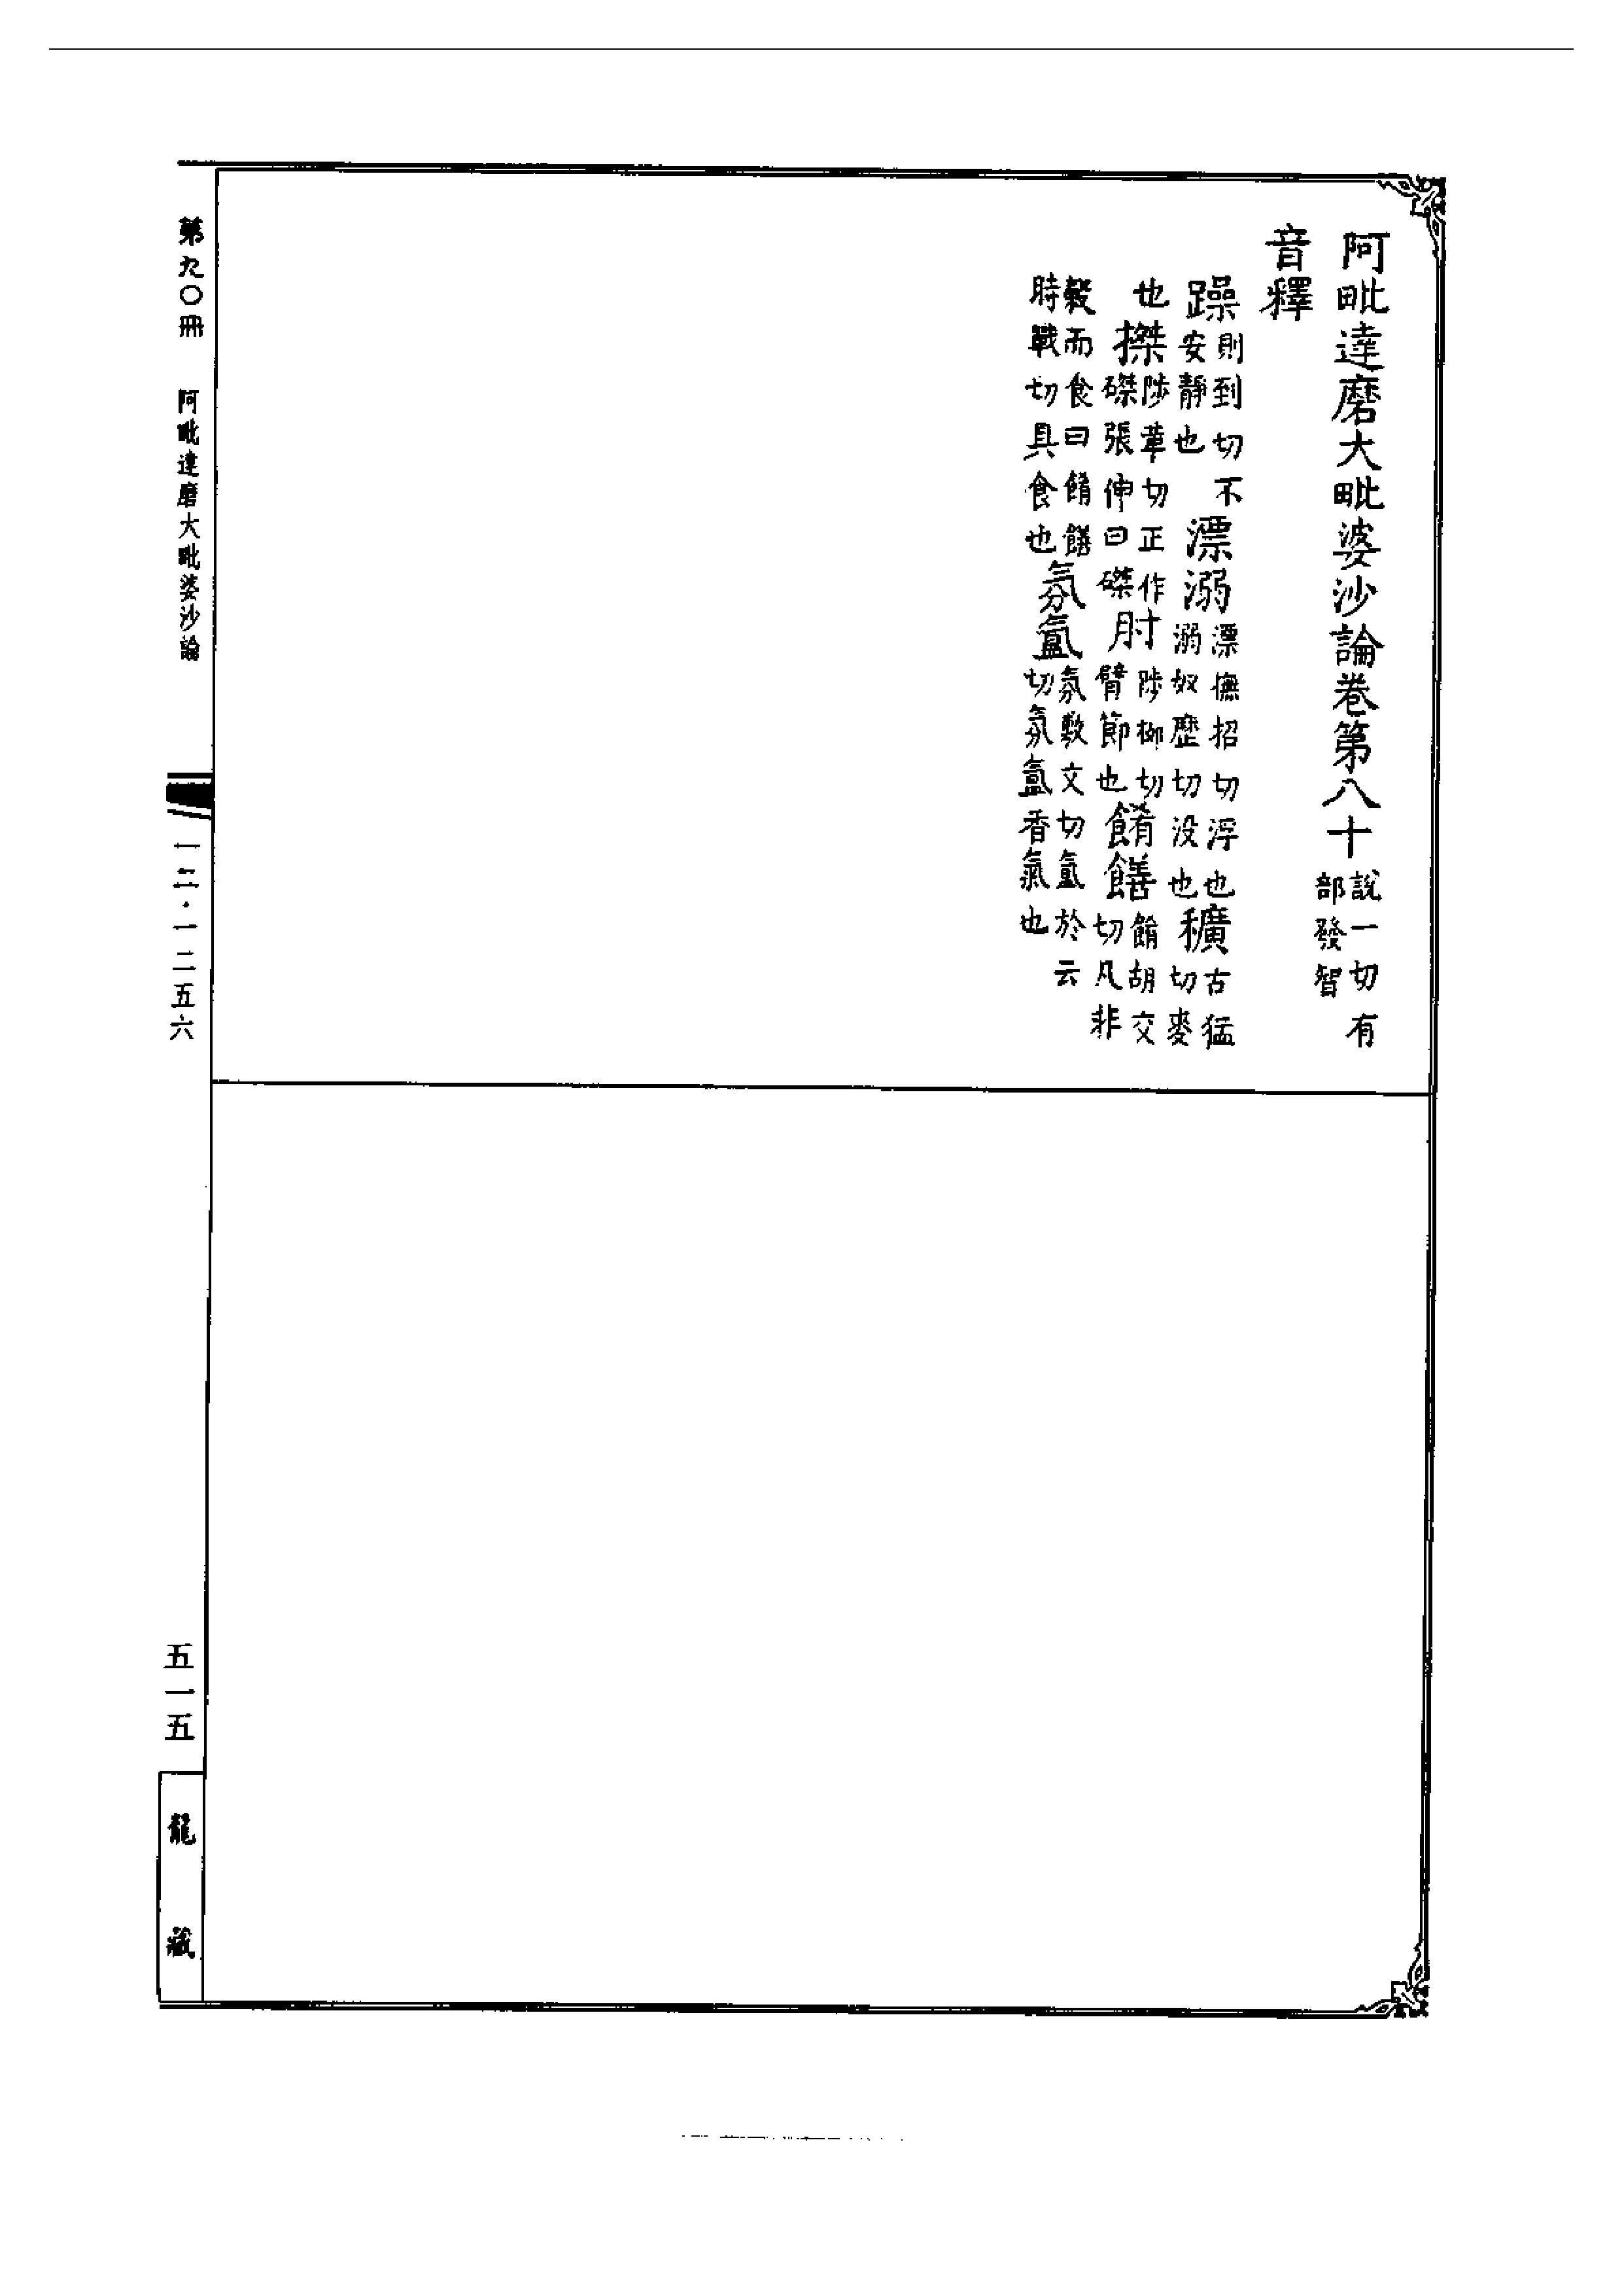 阿毗達磨大毗婆沙論卷第八十說一切有部發智
音釋
躁則到切不安靜也 漂溺漂撫招切浮也溺奴歷切没也 穬古猛切麥
也 搩陟革切正作磔張伸曰磔 肘陟柳切臂節也 餚饍餚胡交切凡非
穀而食曰餚饍時戰切具食也 氛氳氛敷文切氳於云切氛氳香氣也
第九〇冊 阿毗達磨大毗婆沙論
一三·一二五六
五一五
龍藏